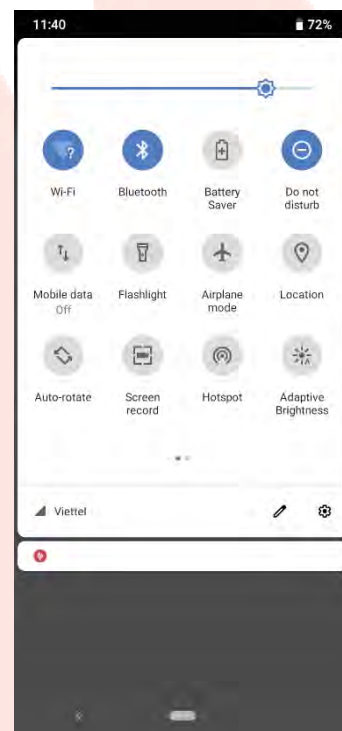 11:40 72%
?
Wi-Fi Bluetooth Battery Do not
Saver disturb
Mobile data Flashlight Airplane Location
Off mode
Auto-rotate Screen Hotspot Adaptive
record Brightness
Viettel